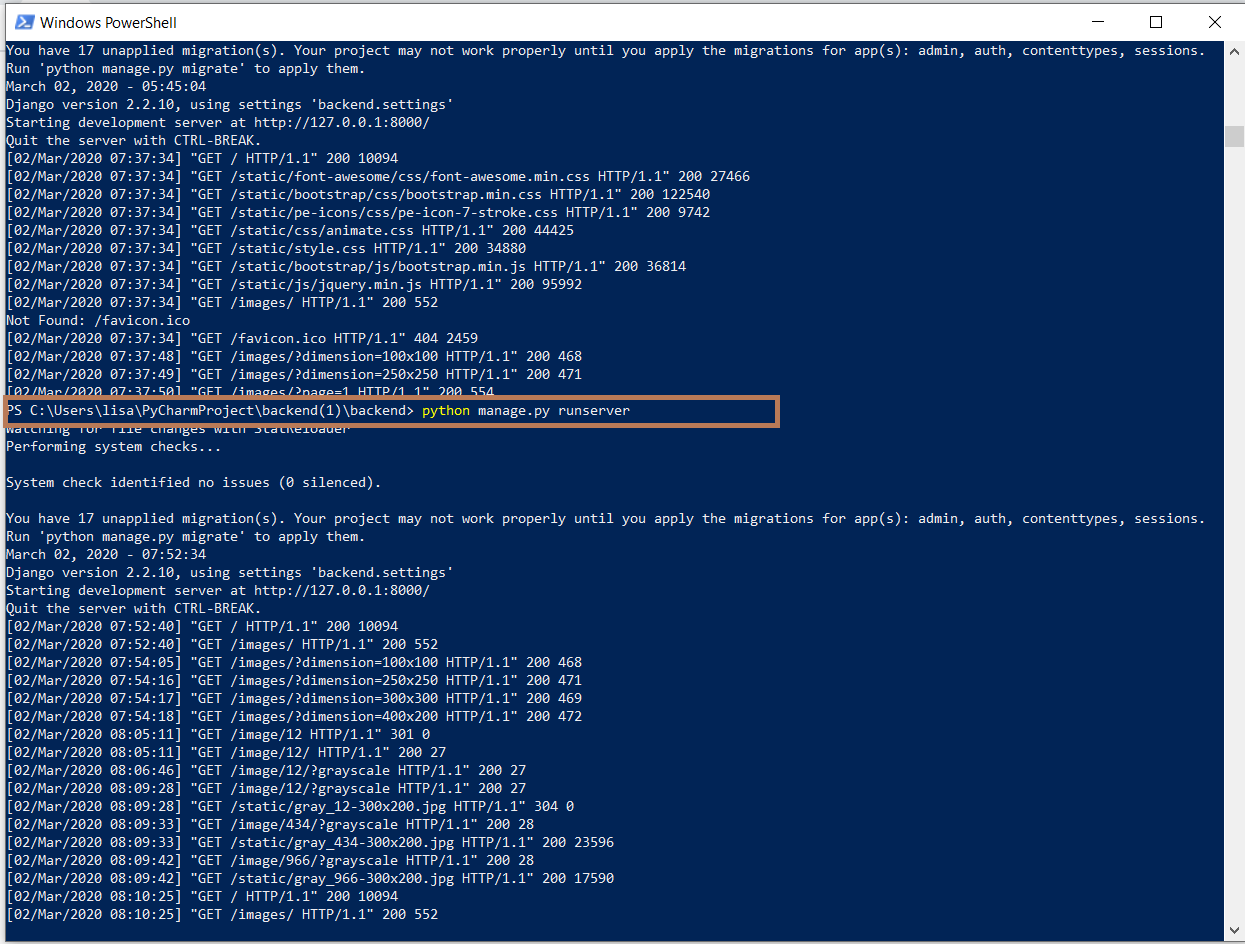 Windows PowerShell
You have 17 unapplied migration(s). Your project may not work properly until you apply the migrations for app(s): admin, auth, contenttypes, sessions.
Run 'python manage.py migrate' to apply them.
March 02, 2020 - 05:45:04
Django version 2.2.10, using settings 'backend.settings'
Starting development server at http://127.0.0.1:8000/
Quit the server with CTRL-BREAK.
[02/Mar/2020 07:37:34] "GET / HTTP/1.1" 200 10094
[02/Mar/2020 07:37:34] "GET /static/font-awesome/css/font-awesome.min.css HTTP/1.1" 200 27466
[02/Mar/2020 07:37:34] "GET /static/bootstrap/css/bootstrap.min.css HTTP/1.1" 200 122540
[02/Mar/2020 07:37:34] "GET /static/pe-icons/css/pe-icon-7-stroke.css HTTP/1.1" 200 9742
[02/Mar/2020 07:37:34] "GET /static/css/animate.css HTTP/1.1" 200 44425
[02/Mar/2020 07:37:34] "GET /static/style.css HTTP/1.1" 200 34880
[02/Mar/2020 07:37:34] "GET /static/bootstrap/js/bootstrap.min.js HTTP/1.1" 200 36814
[02/Mar/2020 07:37:34] "GET /static/js/jquery.min.js HTTP/1.1" 200 95992
[02/Mar/2020 07:37:34] "GET /images/ HTTP/1.1" 200 552
Not Found: /favicon.ico
[02/Mar/2020 07:37:34] "GET /favicon.ico HTTP/1.1" 404 2459
[02/Mar/2020 07:37:48] "GET /images/?dimension=100x100 HTTP/1.1" 200 468
[02/Mar/2020 07:37:49] "GET /images/?dimension=250x250 HTTP/1.1" 200 471
[02/Mar/2020 07:37:50] "GET /images/?page=1 HTTP/1.1" 200 554
PS C:\Users\lisa\PyCharmProject\backend(1)\backend> python manage.py runserver
Watching for file changes with StatReloader
Performing system checks...
System check identified no issues (0 silenced).
You have 17 unapplied migration(s). Your project may not work properly until you apply the migrations for app(s): admin, auth, contenttypes, sessions.
Run 'python manage.py migrate' to apply them.
March 02, 2020 - 07:52:34
Django version 2.2.10, using settings 'backend.settings'
Starting development server at http://127.0.0.1:8000/
Quit the server with CTRL-BREAK.
[02/Mar/2020 07:52:40] "GET / HTTP/1.1" 200 10094
[02/Mar/2020 07:52:40] "GET /images/ HTTP/1.1" 200 552
[02/Mar/2020 07:54:05] "GET /images/?dimension=100x100 HTTP/1.1" 200 468
[02/Mar/2020 07:54:16] "GET /images/?dimension=250x250 HTTP/1.1" 200 471
[02/Mar/2020 07:54:17] "GET /images/?dimension=300x300 HTTP/1.1" 200 469
[02/Mar/2020 07:54:18] "GET /images/?dimension=400x200 HTTP/1.1" 200 472
[02/Mar/2020 08:05:11] "GET /image/12 HTTP/1.1" 301 0
[02/Mar/2020 08:05:11] "GET /image/12/ HTTP/1.1" 200 27
[02/Mar/2020 08:06:46] "GET /image/12/?grayscale HTTP/1.1" 200 27
[02/Mar/2020 08:09:28] "GET /image/12/?grayscale HTTP/1.1" 200 27
[02/Mar/2020 08:09:28] "GET /static/gray_12-300x200.jpg HTTP/1.1" 304 0
[02/Mar/2020 08:09:33] "GET /image/434/?grayscale HTTP/1.1" 200 28
[02/Mar/2020 08:09:33] "GET /static/gray_434-300x200.jpg HTTP/1.1" 200 23596
[02/Mar/2020 08:09:42] "GET /image/966/?grayscale HTTP/1.1" 200 28
[02/Mar/2020 08:09:42] "GET /static/gray_966-300x200.jpg HTTP/1.1" 200 17590
[02/Mar/2020 08:10:25] "GET / HTTP/1.1" 200 10094
[02/Mar/2020 08:10:25] "GET /images/ HTTP/1.1" 200 552